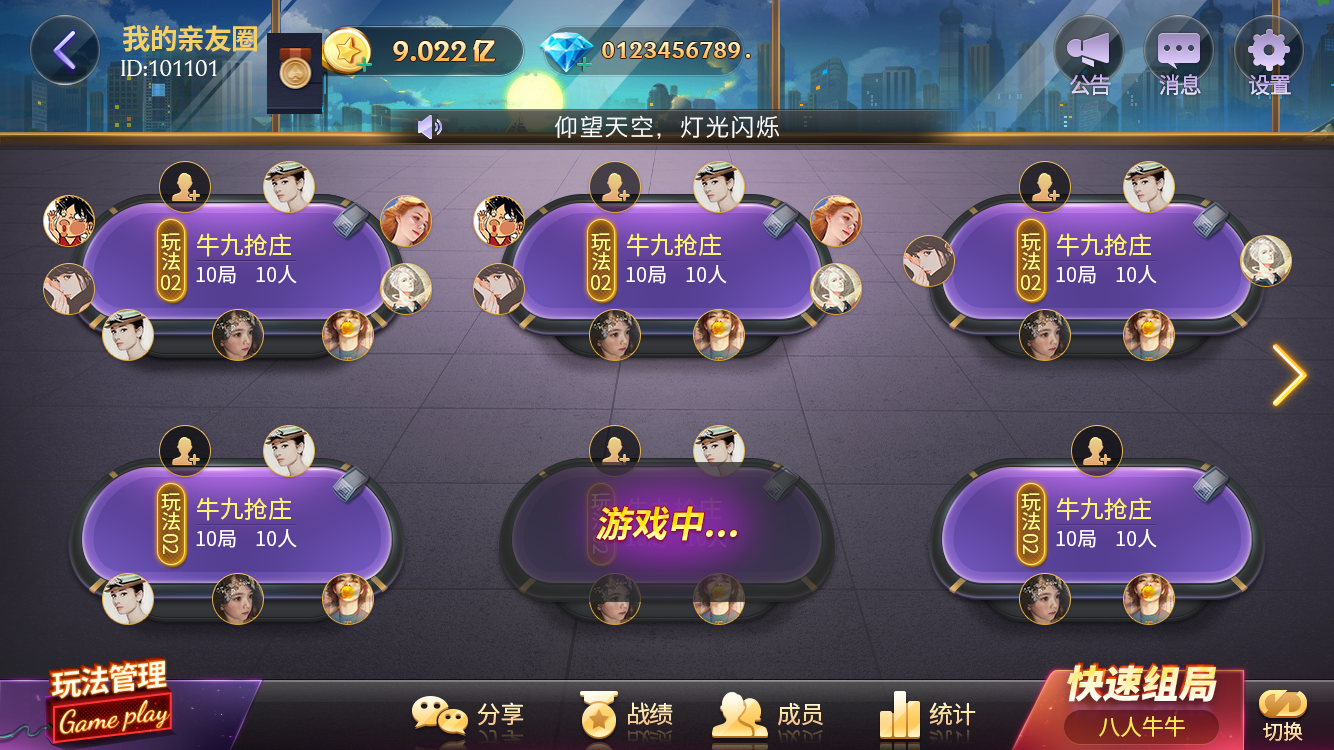 我的亲友圈
ID:101101
9.022亿
0123456789.
公告
消息
设置
仰望天空，灯光闪烁
玩法02
牛九抢庄
10局 10人
玩法02
牛九抢庄
10局 10人
玩法02
牛九抢庄
10局 10人
玩法02
牛九抢庄
10局 10人
玩法02
游戏中...
玩法02
牛九抢庄
10局 10人
玩法管理
Game play
分享
战绩
成员
统计
快速组局
八人牛牛
切换